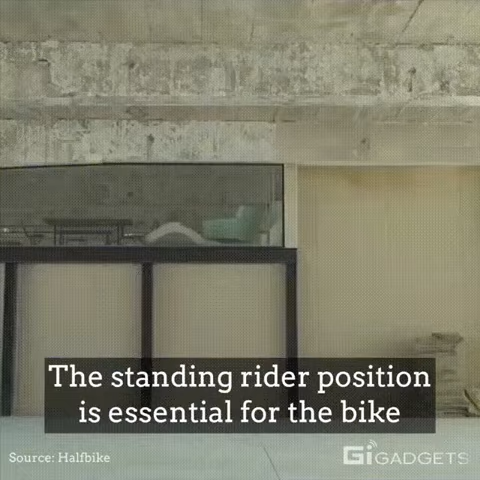 The standing rider position
is essential for the bike
Source: Halfbike
GiGADGETS